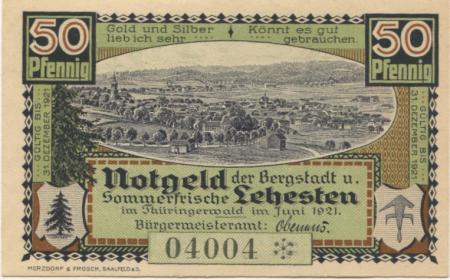 50 Pfennig
Gold und Silber lieb ich sehr
Könnt es gut gebrauchen.
50 Pfennig
GÜLTIG BIS
31. DEZEMBER 1921
GÜLTIG BIS
31. DEZEMBER 1921
Notgeld der Bergstadt u.
Sommerfrische Lehesten
im Thüringerwald im Juni 1921.
Bürgermeisteramt:
04004
MERZDORF & FROSCH, SAALFELD a/S.